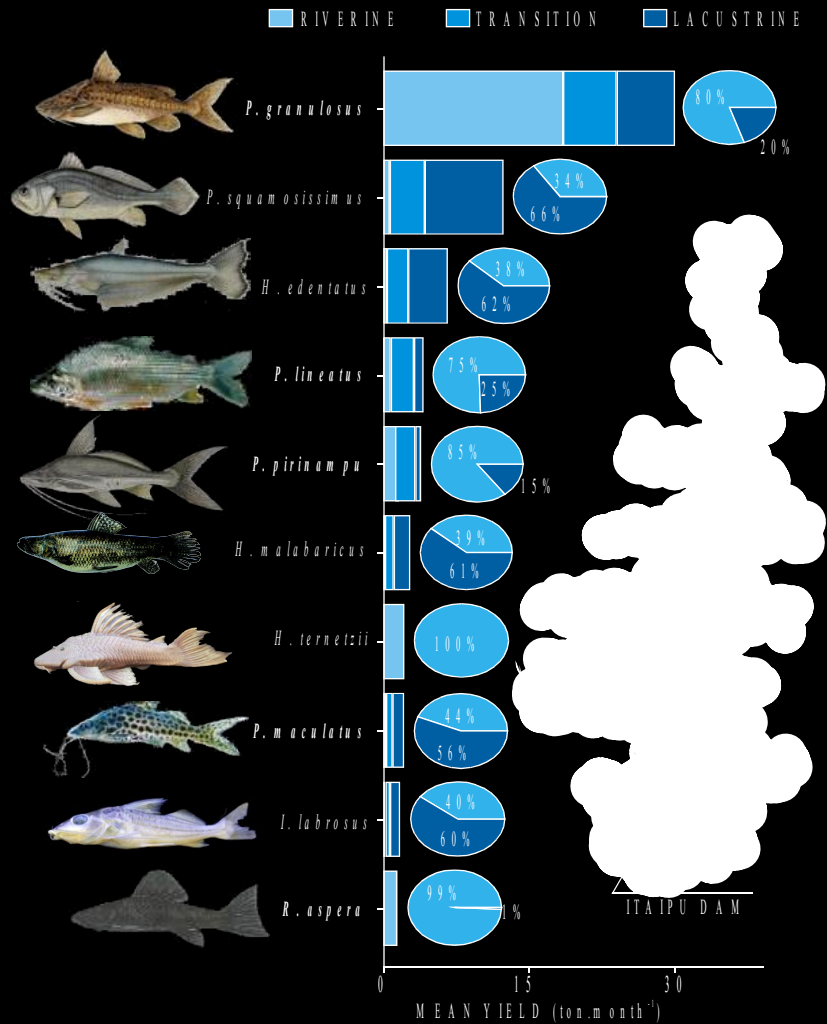 RIVERINE TRANSITION LACUSTRINE
P. granulosus 80% 20%
P. squamosissimus 34% 66%
H. edentatus 38% 62%
P. lineatus 75% 25%
P. pirinampu 85% 15%
H. malabaricus 39% 61%
H. ternetzii 100%
P. maculatus 44% 56%
I. labrosus 40% 60%
R. aspera 99% 1%
ITAIPU DAM
0 15 30
MEAN YIELD (ton.month⁻¹)